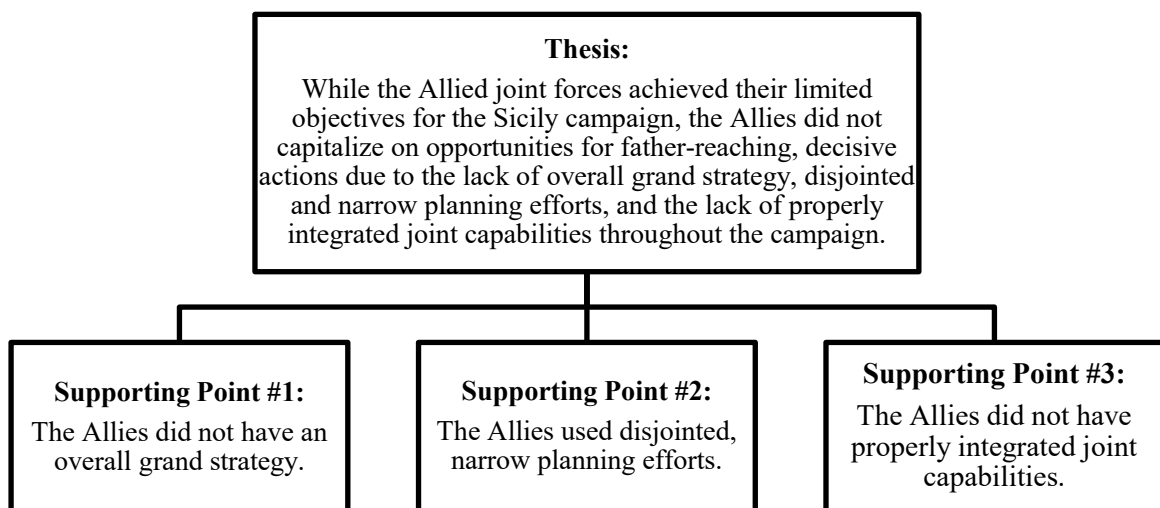 Thesis:
While the Allied joint forces achieved their limited
objectives for the Sicily campaign, the Allies did not
capitalize on opportunities for father-reaching, decisive
actions due to the lack of overall grand strategy, disjointed
and narrow planning efforts, and the lack of properly
integrated joint capabilities throughout the campaign.
Supporting Point #1:
The Allies did not have an
overall grand strategy.
Supporting Point #2:
The Allies used disjointed,
narrow planning efforts.
Supporting Point #3:
The Allies did not have
properly integrated joint
capabilities.